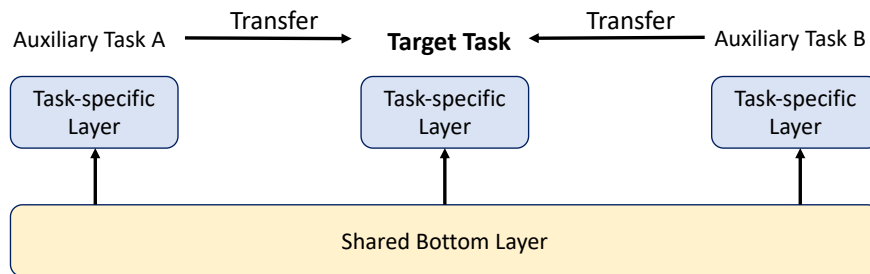 Transfer
Transfer
Auxiliary Task A
Target Task
Auxiliary Task B
Task-specific
Layer
Task-specific
Layer
Task-specific
Layer
Shared Bottom Layer